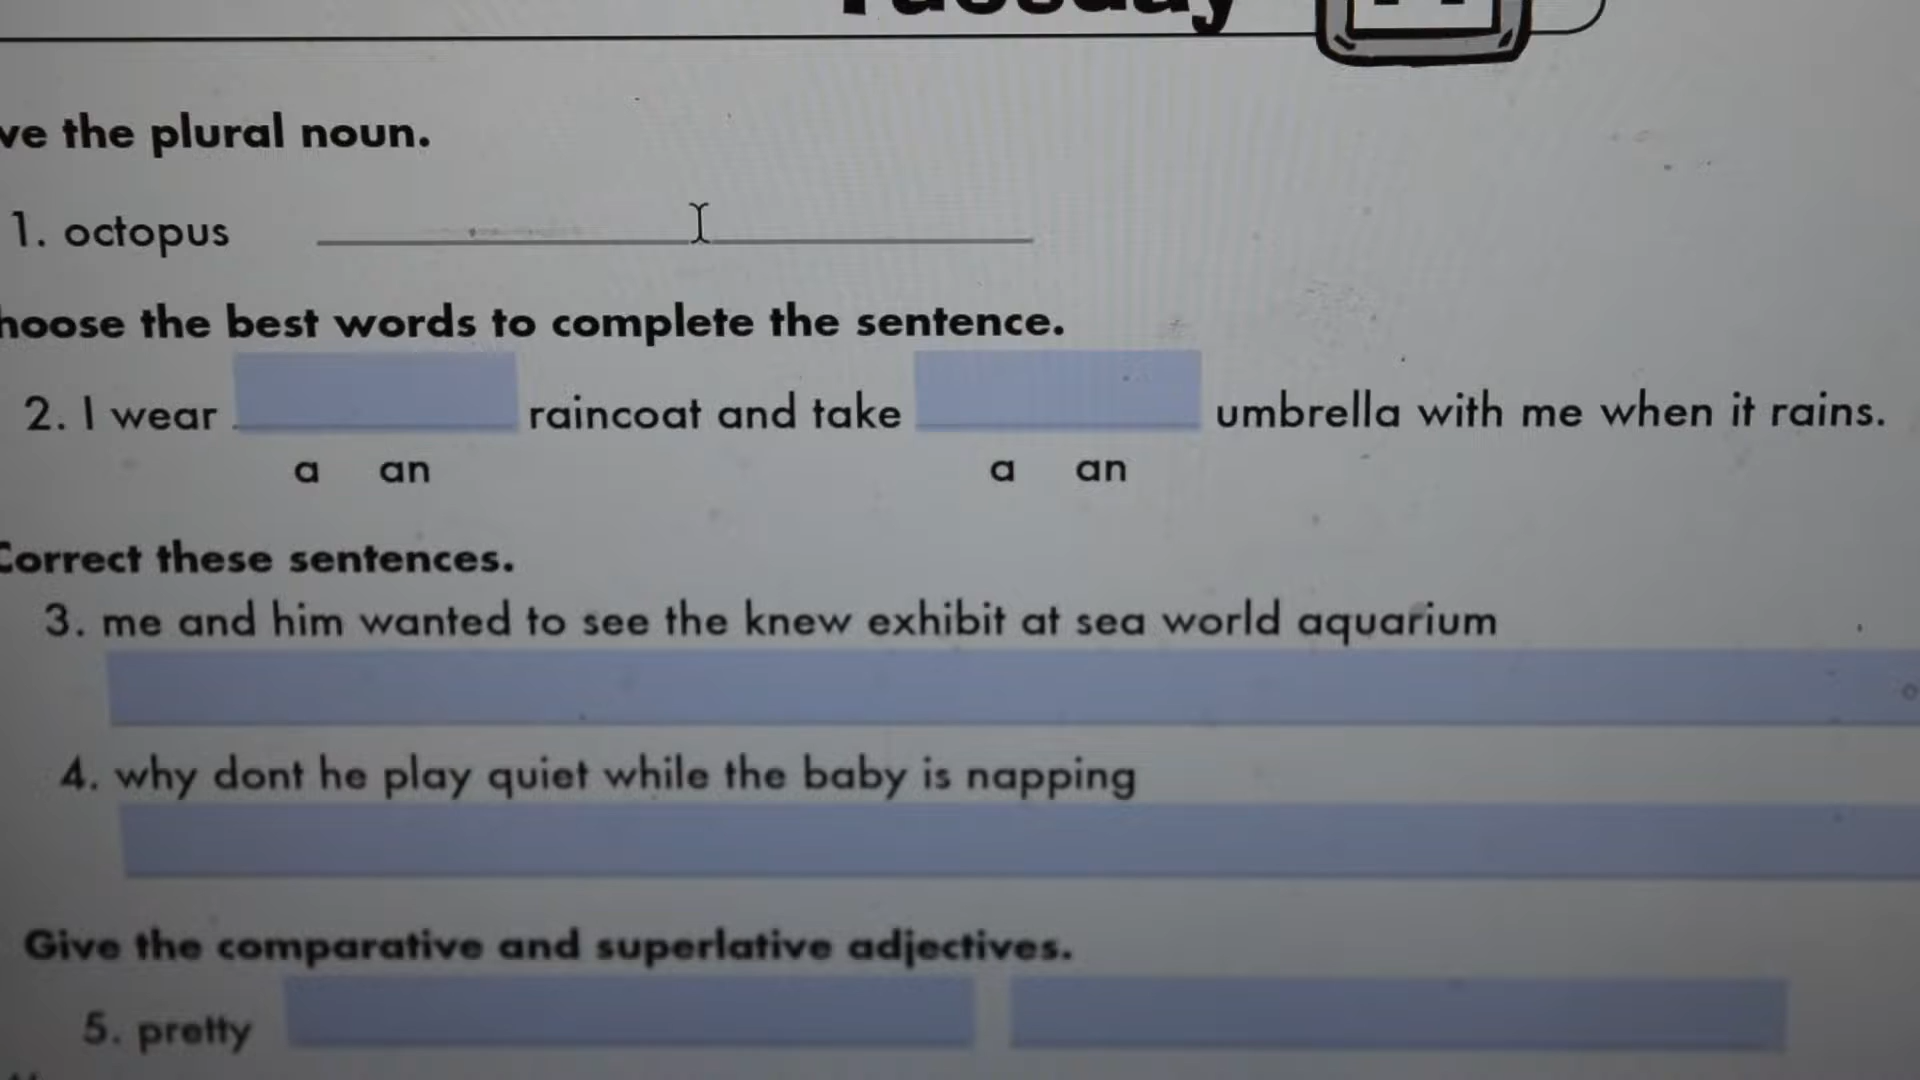 Tuesday
ve the plural noun.
1. octopus
hoose the best words to complete the sentence.
2. I wear raincoat and take umbrella with me when it rains.
a an a an
Correct these sentences.
3. me and him wanted to see the knew exhibit at sea world aquarium
4. why dont he play quiet while the baby is napping
Give the comparative and superlative adjectives.
5. pretty